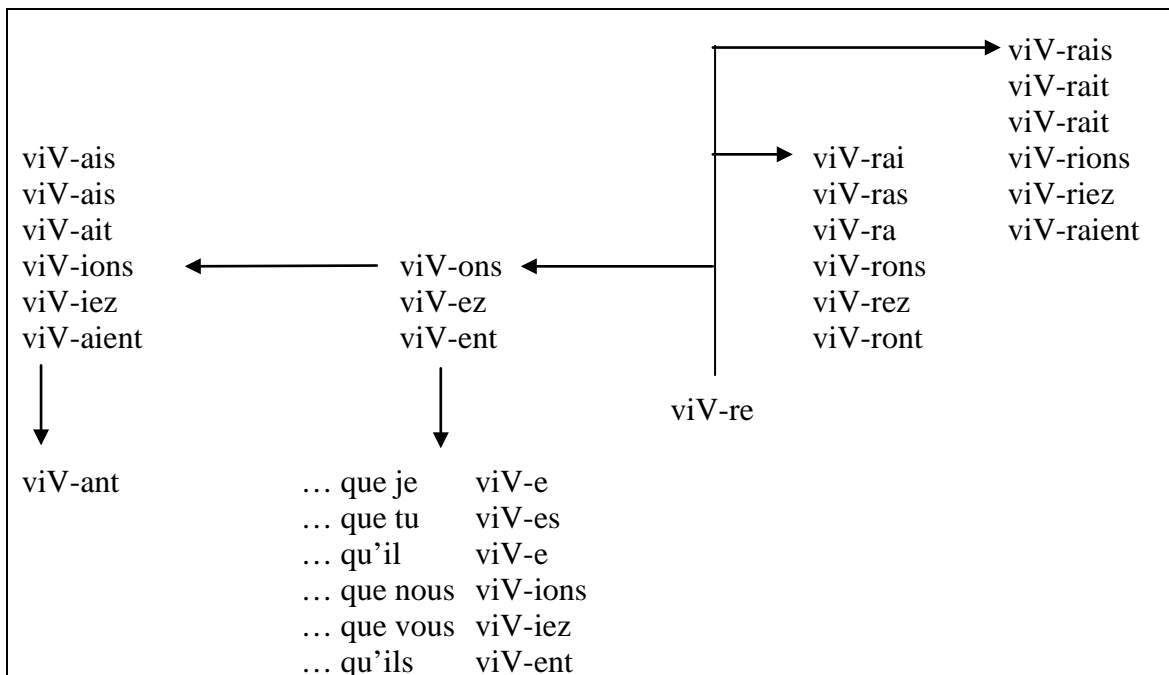 viV-ais
viV-ais
viV-ait
viV-ions
viV-iez
viV-aient
viV-ant
viV-ons
viV-ez
viV-ent
… que je viV-e
… que tu viV-es
… qu’il viV-e
… que nous viV-ions
… que vous viV-iez
… qu’ils viV-ent
viV-re
viV-rai
viV-ras
viV-ra
viV-rons
viV-rez
viV-ront
viV-rais
viV-rait
viV-rait
viV-rions
viV-riez
viV-raient